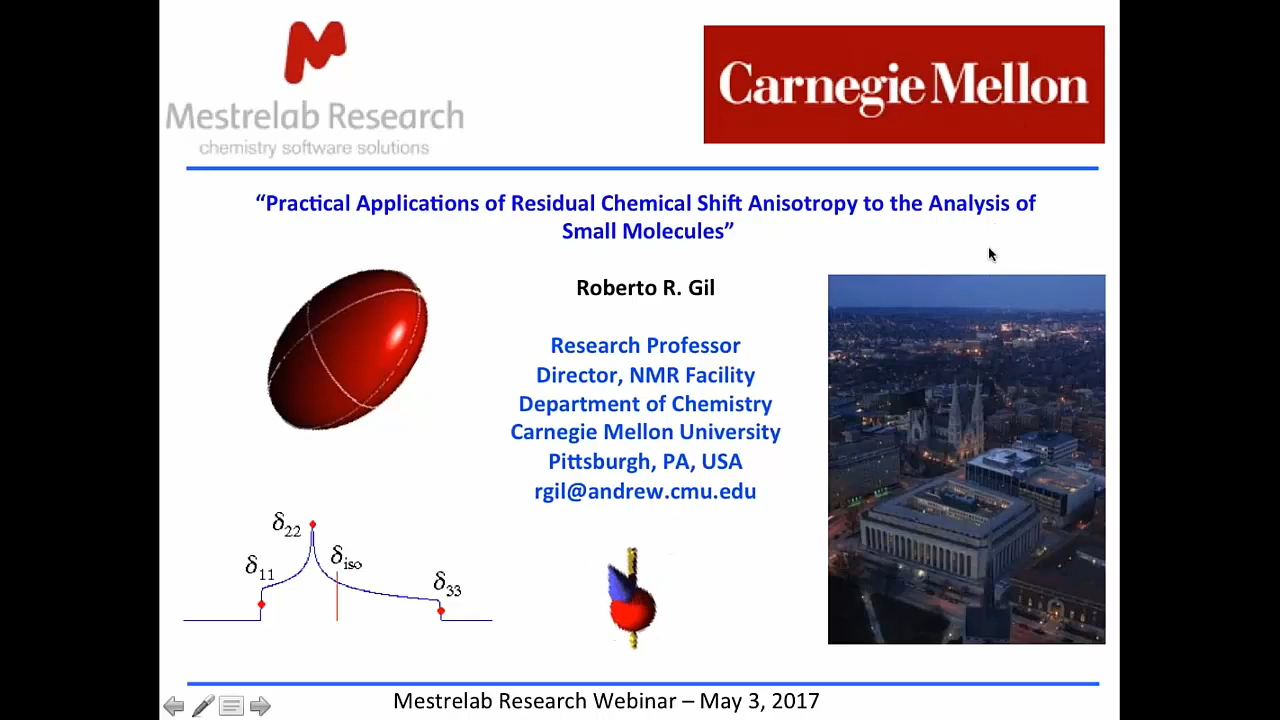 Mestrelab Research
chemistry software solutions
Carnegie Mellon
“Practical Applications of Residual Chemical Shift Anisotropy to the Analysis of
Small Molecules”
Roberto R. Gil
Research Professor
Director, NMR Facility
Department of Chemistry
Carnegie Mellon University
Pittsburgh, PA, USA
rgil@andrew.cmu.edu
δ22
δiso
δ11
δ33
Mestrelab Research Webinar – May 3, 2017